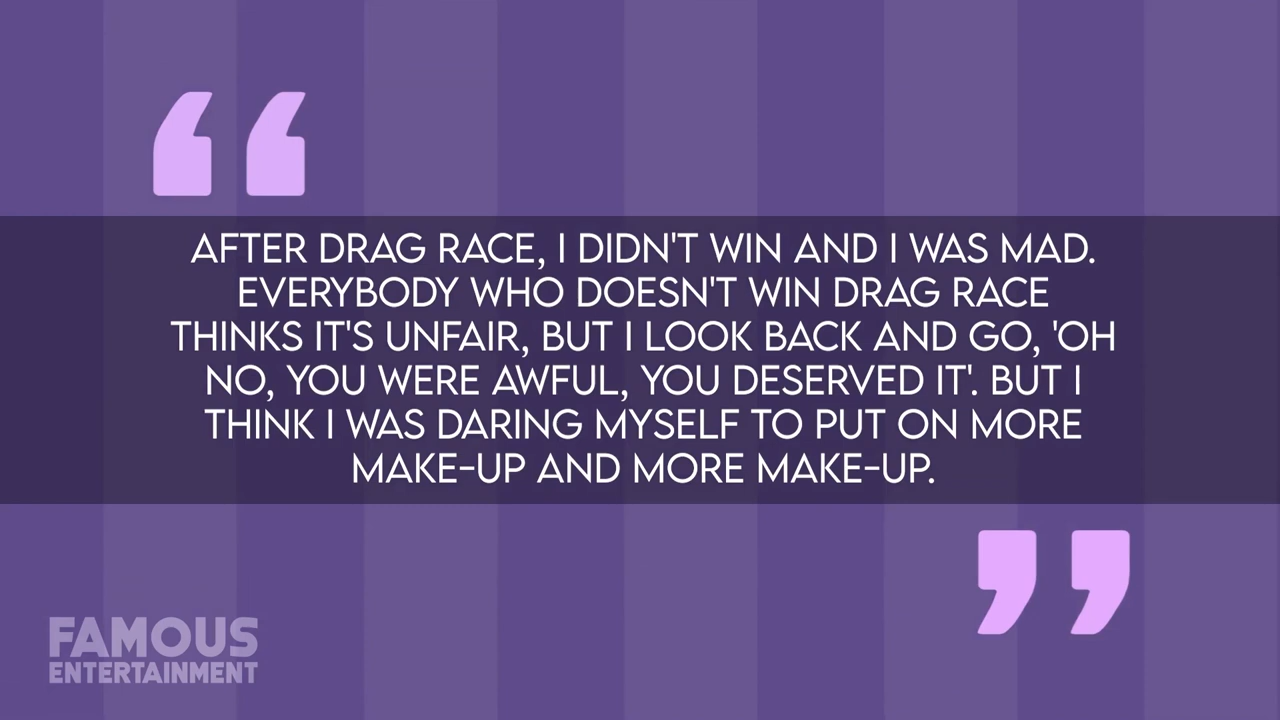 AFTER DRAG RACE, I DIDN'T WIN AND I WAS MAD.
EVERYBODY WHO DOESN'T WIN DRAG RACE
THINKS IT'S UNFAIR, BUT I LOOK BACK AND GO, 'OH
NO, YOU WERE AWFUL, YOU DESERVED IT'. BUT I
THINK I WAS DARING MYSELF TO PUT ON MORE
MAKE-UP AND MORE MAKE-UP.
FAMOUS
ENTERTAINMENT